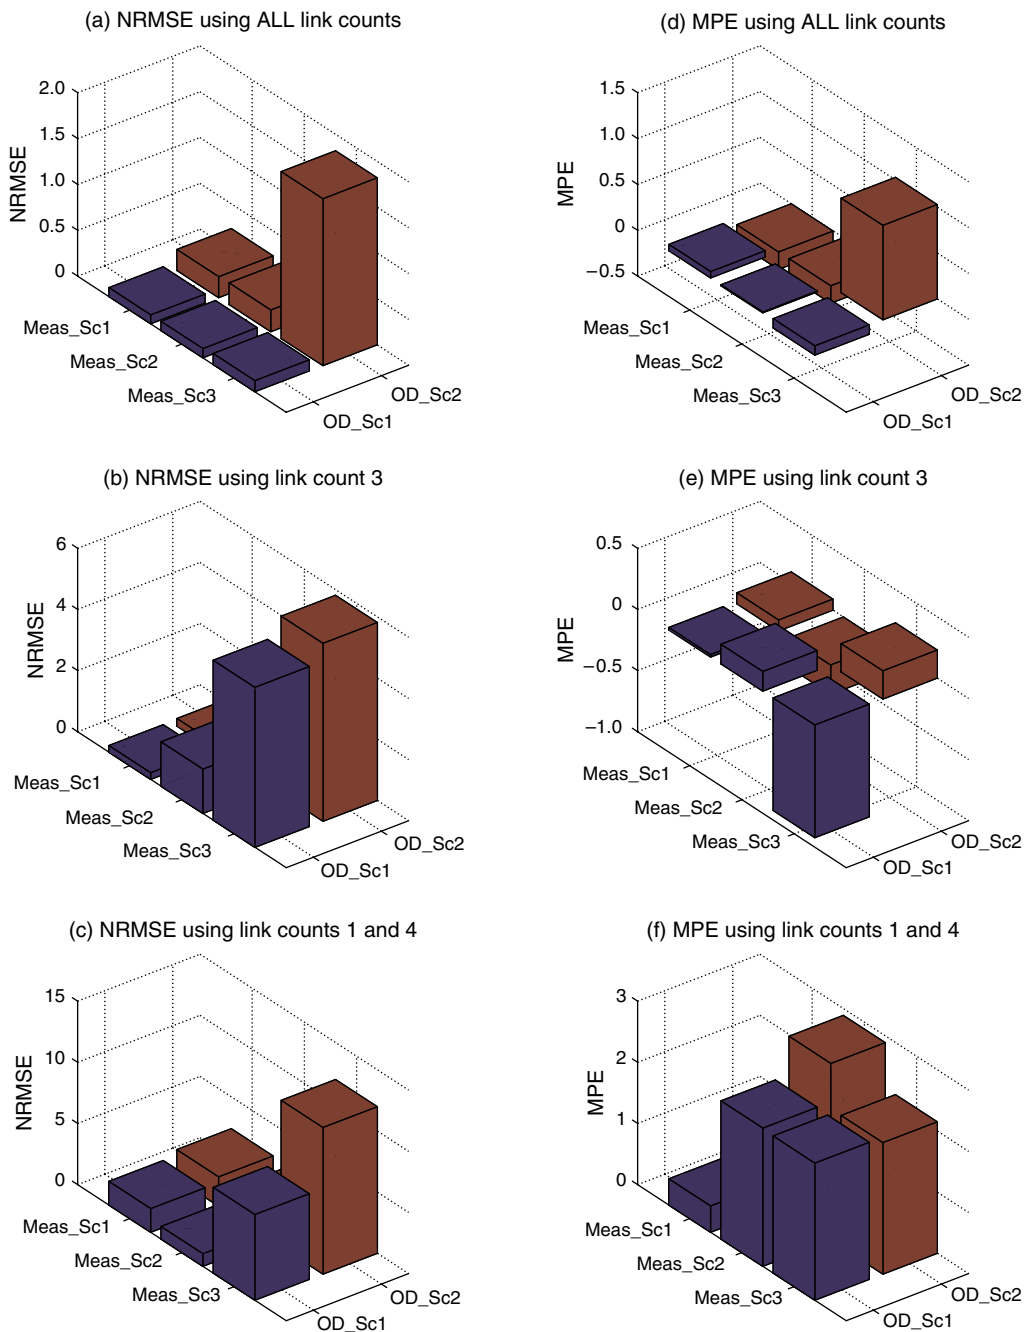 (a) NRMSE using ALL link counts
2.0
1.5
1.0
0.5
0
NRMSE
Meas_Sc1
Meas_Sc2
Meas_Sc3
OD_Sc1
OD_Sc2
(d) MPE using ALL link counts
1.5
1.0
0.5
0
−0.5
MPE
Meas_Sc1
Meas_Sc2
Meas_Sc3
OD_Sc1
OD_Sc2
(b) NRMSE using link count 3
6
4
2
0
NRMSE
Meas_Sc1
Meas_Sc2
Meas_Sc3
OD_Sc1
OD_Sc2
(e) MPE using link count 3
0.5
0
−0.5
−1.0
MPE
Meas_Sc1
Meas_Sc2
Meas_Sc3
OD_Sc1
OD_Sc2
(c) NRMSE using link counts 1 and 4
15
10
5
0
NRMSE
Meas_Sc1
Meas_Sc2
Meas_Sc3
OD_Sc1
OD_Sc2
(f) MPE using link counts 1 and 4
3
2
1
0
MPE
Meas_Sc1
Meas_Sc2
Meas_Sc3
OD_Sc1
OD_Sc2